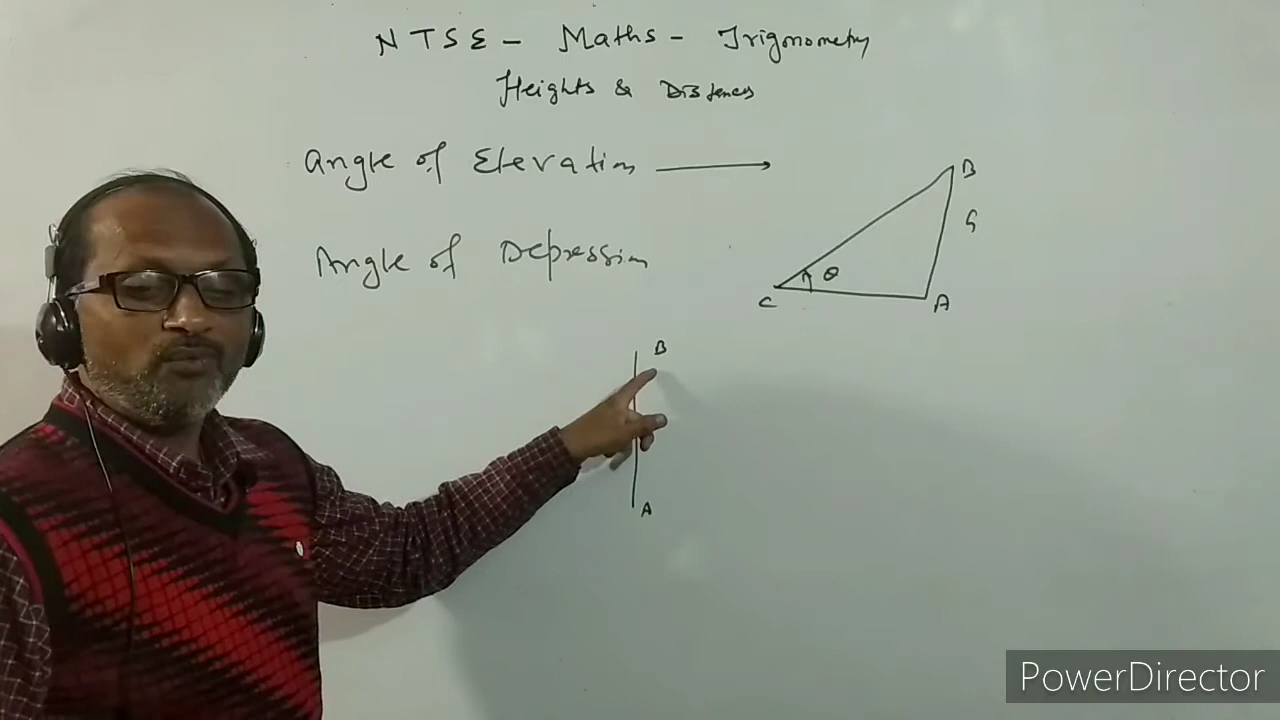 NTSE - Maths - Trigonometry
Heights & Distances
Angle of Elevation
B
Angle of Depression
θ
C
A
B
A
PowerDirector